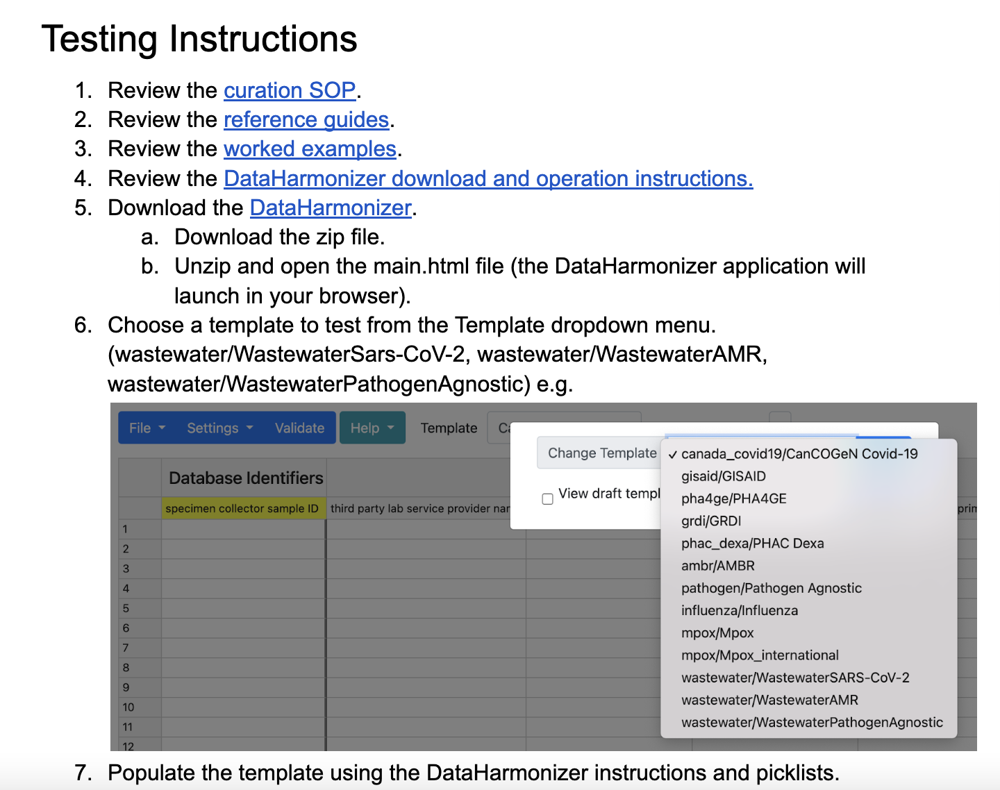 Testing Instructions
1. Review the curation SOP.
2. Review the reference guides.
3. Review the worked examples.
4. Review the DataHarmonizer download and operation instructions.
5. Download the DataHarmonizer.
a. Download the zip file.
b. Unzip and open the main.html file (the DataHarmonizer application will
launch in your browser).
6. Choose a template to test from the Template dropdown menu.
(wastewater/WastewaterSars-CoV-2, wastewater/WastewaterAMR,
wastewater/WastewaterPathogenAgnostic) e.g.
File Settings Validate Help Template
Change Template
✓ canada_covid19/CanCOGeN Covid-19
gisaid/GISAID
pha4ge/PHA4GE
grdi/GRDI
phac_dexa/PHAC Dexa
ambr/AMBR
pathogen/Pathogen Agnostic
influenza/Influenza
mpox/Mpox
mpox/Mpox_international
wastewater/WastewaterSARS-CoV-2
wastewater/WastewaterAMR
wastewater/WastewaterPathogenAgnostic
View draft templ
Database Identifiers
specimen collector sample ID third party lab service provider nar
1
2
3
4
5
6
7
8
9
10
11
12
7. Populate the template using the DataHarmonizer instructions and picklists.